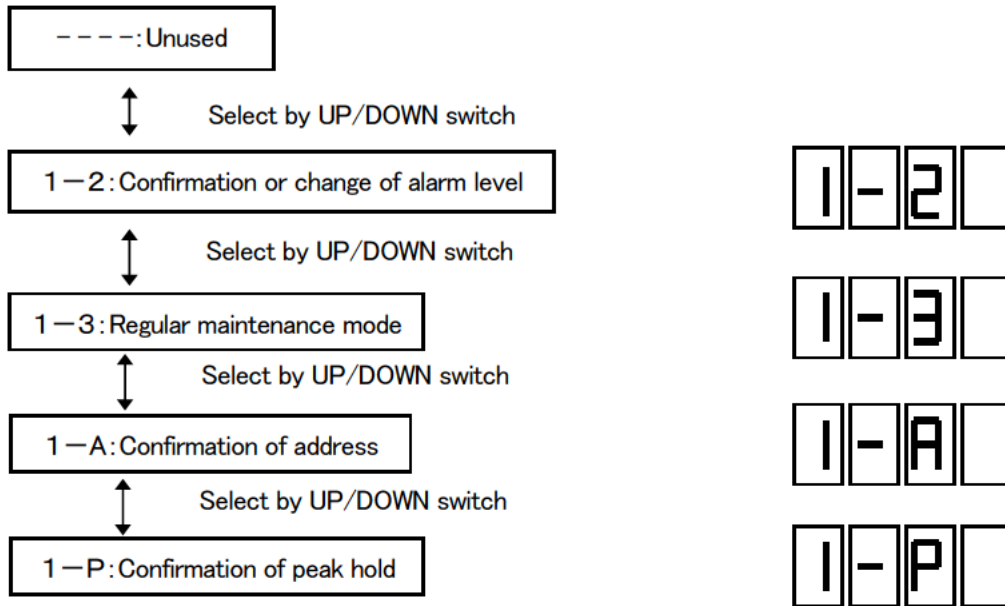 ----:Unused
Select by UP/DOWN switch
1-2:Confirmation or change of alarm level
1-2
Select by UP/DOWN switch
1-3:Regular maintenance mode
1-3
Select by UP/DOWN switch
1-A:Confirmation of address
1-A
Select by UP/DOWN switch
1-P:Confirmation of peak hold
1-P